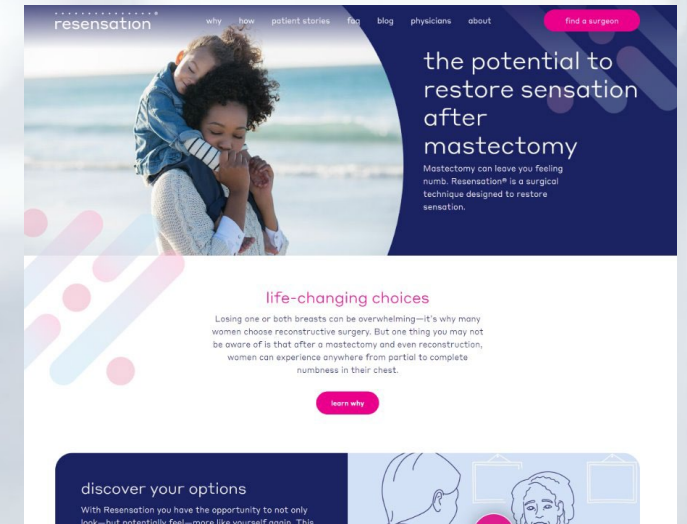 resensation®
why how patient stories faq blog physicians about find a surgeon
the potential to
restore sensation
after
mastectomy
Mastectomy can leave you feeling
numb. Resensation® is a surgical
technique designed to restore
sensation.
life-changing choices
Losing one or both breasts can be overwhelming—it's why many
women choose reconstructive surgery. But one thing you may not
be aware of is that after a mastectomy and even reconstruction,
women can experience anywhere from partial to complete
numbness in their chest.
learn why
discover your options
With Resensation you have the opportunity to not only
look—but potentially feel—more like yourself again. This